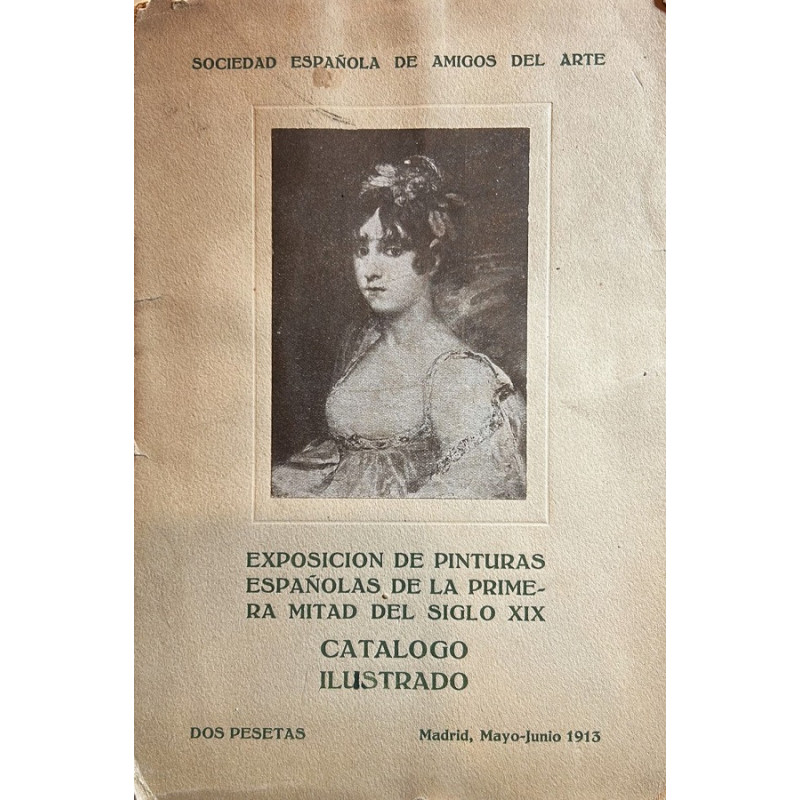 SOCIEDAD ESPAÑOLA DE AMIGOS DEL ARTE
EXPOSICION DE PINTURAS
ESPAÑOLAS DE LA PRIME-
RA MITAD DEL SIGLO XIX
CATALOGO
ILUSTRADO
DOS PESETAS
Madrid, Mayo-Junio 1913